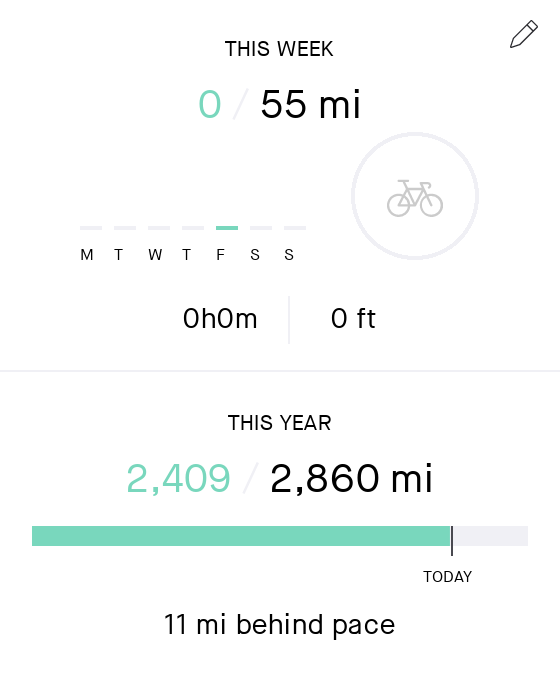 THIS WEEK
0 / 55 mi
M T W T F S S
0h0m 0 ft
THIS YEAR
2,409 / 2,860 mi
TODAY
11 mi behind pace